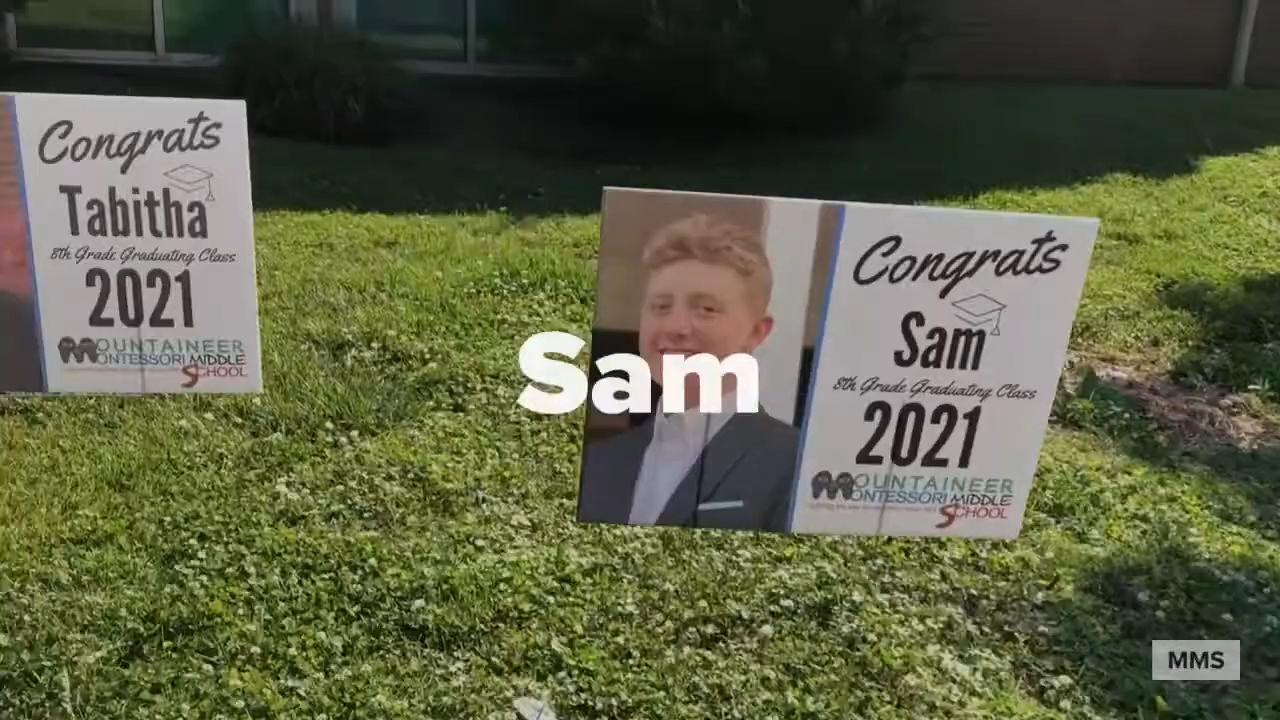 Congrats
Tabitha
8th Grade Graduating Class
2021
MOUNTAINEER
MONTESSORI MIDDLE
SCHOOL
Congrats
Sam
8th Grade Graduating Class
2021
MOUNTAINEER
MONTESSORI MIDDLE
SCHOOL
Sam
MMS